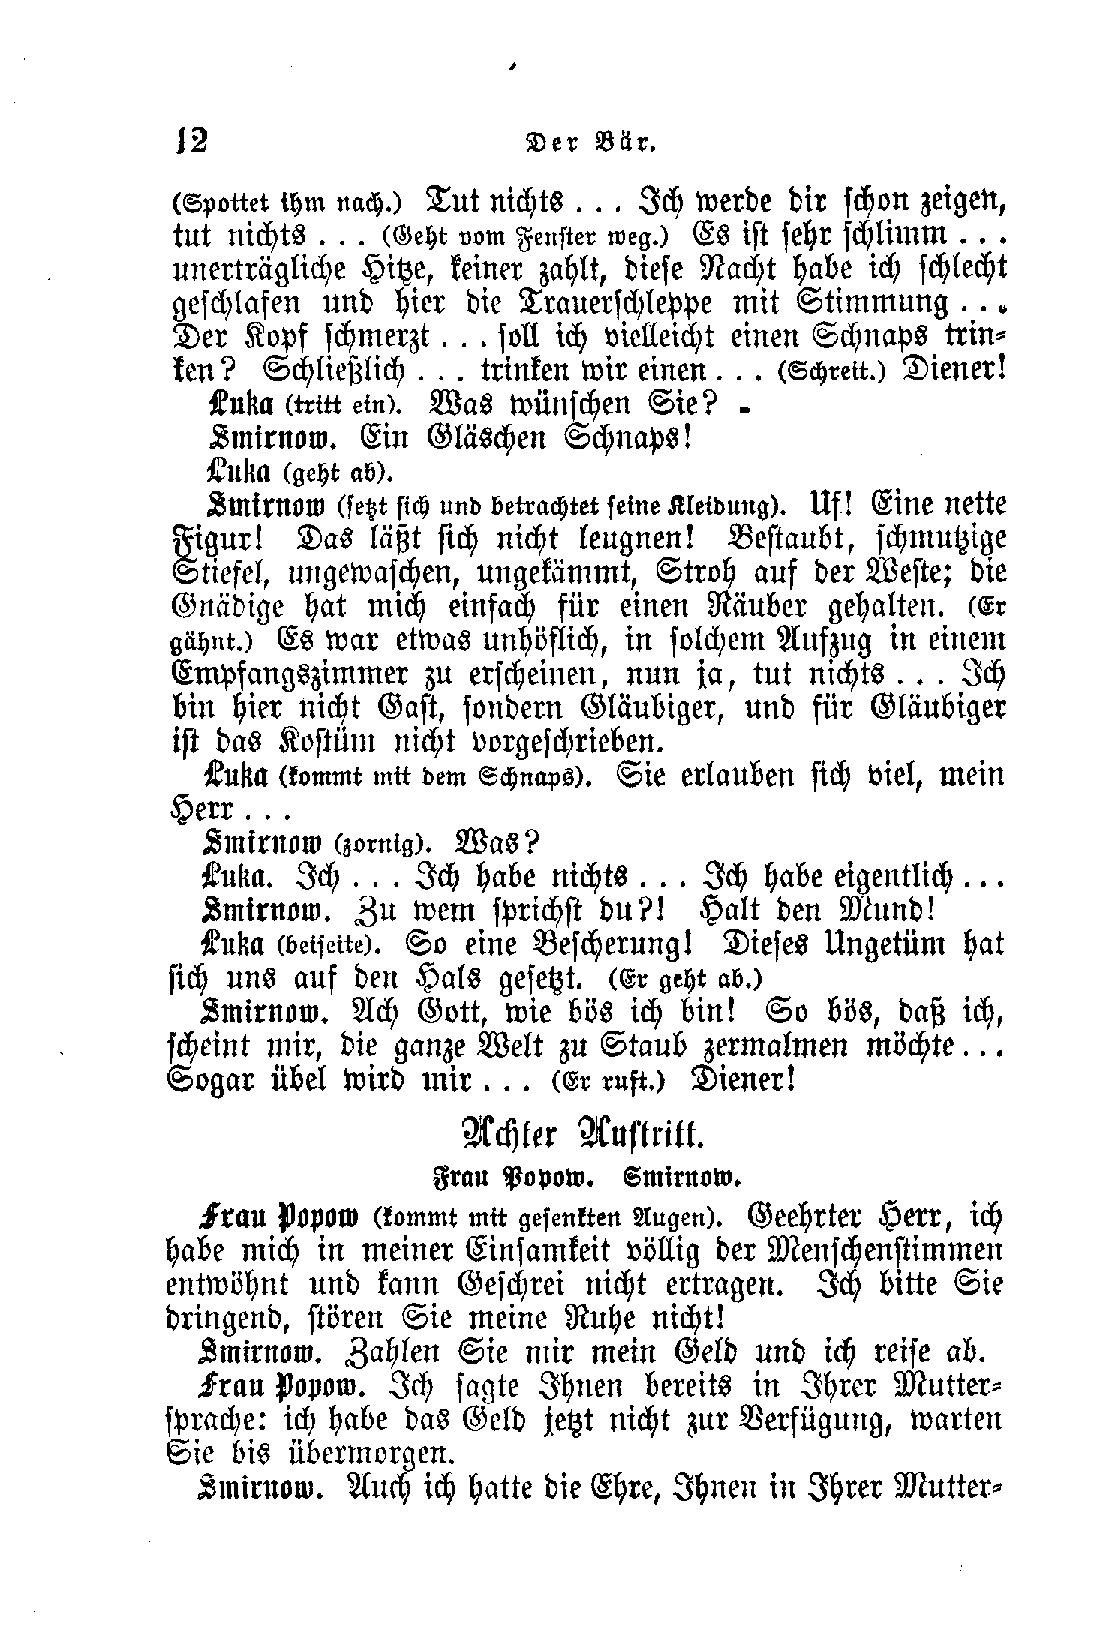 12 Der Bär.
(Spottet ihm nach.) Tut nichts . . . Ich werde dir schon zeigen,
tut nichts . . . (Geht vom Fenster weg.) Es ist sehr schlimm . . .
unerträgliche Hitze, keiner zahlt, diese Nacht habe ich schlecht
geschlafen und hier die Trauerschleppe mit Stimmung . . .
Der Kopf schmerzt . . . soll ich vielleicht einen Schnaps trin-
ken? Schließlich . . . trinken wir einen . . . (Schreit.) Diener!
Luka (tritt ein). Was wünschen Sie?
Smirnow. Ein Gläschen Schnaps!
Luka (geht ab).
Smirnow (setzt sich und betrachtet seine Kleidung). Uf! Eine nette
Figur! Das läßt sich nicht leugnen! Bestaubt, schmutzige
Stiefel, ungewaschen, ungekämmt, Stroh auf der Weste; die
Gnädige hat mich einfach für einen Räuber gehalten. (Er
gähnt.) Es war etwas unhöflich, in solchem Aufzug in einem
Empfangszimmer zu erscheinen, nun ja, tut nichts . . . Ich
bin hier nicht Gast, sondern Gläubiger, und für Gläubiger
ist das Kostüm nicht vorgeschrieben.
Luka (kommt mit dem Schnaps). Sie erlauben sich viel, mein
Herr . . .
Smirnow (zornig). Was?
Luka. Ich . . . Ich habe nichts . . . Ich habe eigentlich . . .
Smirnow. Zu wem sprichst du?! Halt den Mund!
Luka (beiseite). So eine Bescherung! Dieses Ungetüm hat
sich uns auf den Hals gesetzt. (Er geht ab.)
Smirnow. Ach Gott, wie bös ich bin! So bös, daß ich,
scheint mir, die ganze Welt zu Staub zermalmen möchte . . .
Sogar übel wird mir . . . (Er ruft.) Diener!
Achter Auftritt.
Frau Popow. Smirnow.
Frau Popow (kommt mit gesenkten Augen). Geehrter Herr, ich
habe mich in meiner Einsamkeit völlig der Menschenstimmen
entwöhnt und kann Geschrei nicht ertragen. Ich bitte Sie
dringend, stören Sie meine Ruhe nicht!
Smirnow. Zahlen Sie mir mein Geld und ich reise ab.
Frau Popow. Ich sagte Ihnen bereits in Ihrer Mutter-
sprache: ich habe das Geld jetzt nicht zur Verfügung, warten
Sie bis übermorgen.
Smirnow. Auch ich hatte die Ehre, Ihnen in Ihrer Mutter-